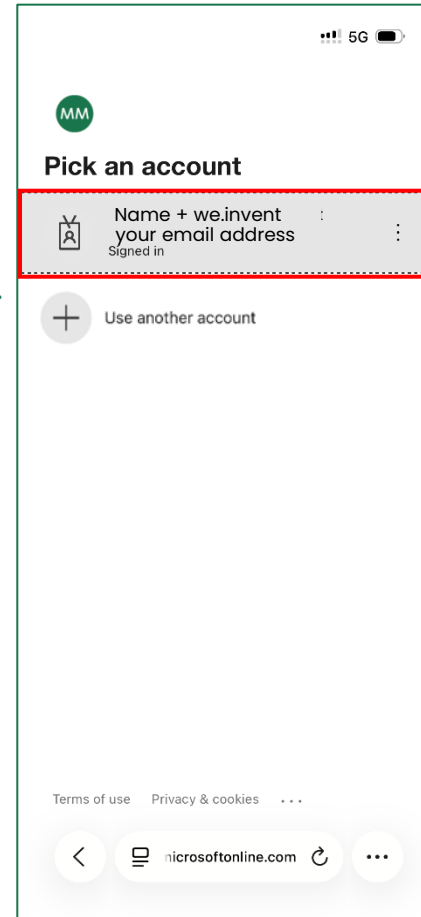 5G
MM
Pick an account
Name + we.invent :
your email address
Signed in
Use another account
Terms of use Privacy & cookies ...
nicrosoftonline.com